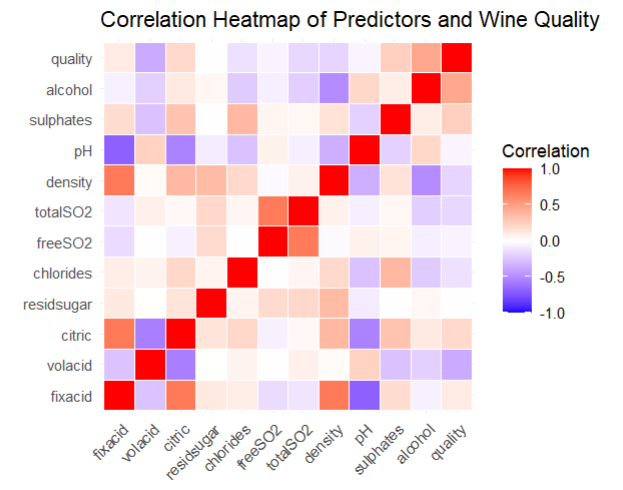 Correlation Heatmap of Predictors and Wine Quality
quality
alcohol
sulphates
pH
density
totalSO2
freeSO2
chlorides
residsugar
citric
volacid
fixacid
fixacid
volacid
citric
residsugar
chlorides
freeSO2
totalSO2
density
pH
sulphates
alcohol
quality
Correlation
1.0
0.5
0.0
-0.5
-1.0